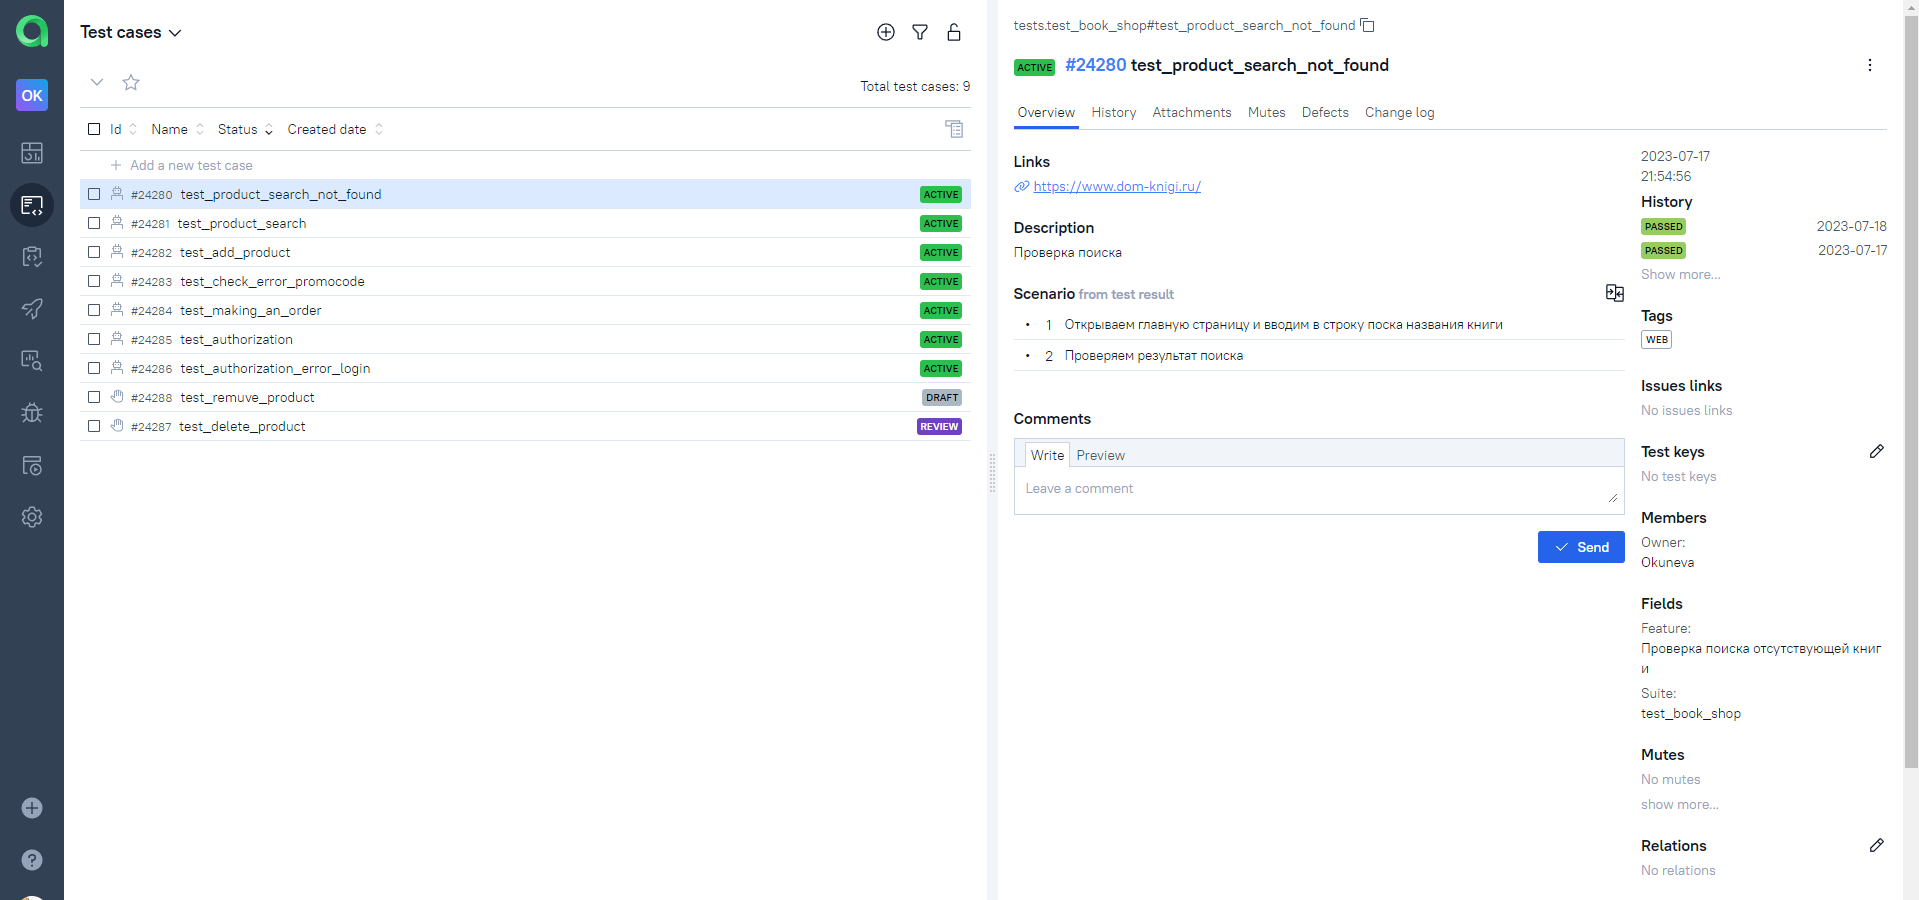 OK
Test cases
Total test cases: 9
Id Name Status Created date
Add a new test case
#24280 test_product_search_not_found ACTIVE
#24281 test_product_search ACTIVE
#24282 test_add_product ACTIVE
#24283 test_check_error_promocode ACTIVE
#24284 test_making_an_order ACTIVE
#24285 test_authorization ACTIVE
#24286 test_authorization_error_login ACTIVE
#24288 test_remuve_product DRAFT
#24287 test_delete_product REVIEW
tests.test_book_shop#test_product_search_not_found
ACTIVE #24280 test_product_search_not_found
Overview History Attachments Mutes Defects Change log
Links
https://www.dom-knigi.ru/
Description
Проверка поиска
Scenario from test result
• 1 Открываем главную страницу и вводим в строку поска названия книги
• 2 Проверяем результат поиска
Comments
Write Preview
Leave a comment
Send
2023-07-17
21:54:56
History
PASSED 2023-07-18
PASSED 2023-07-17
Show more...
Tags
WEB
Issues links
No issues links
Test keys
No test keys
Members
Owner:
Okuneva
Fields
Feature:
Проверка поиска отсутствующей книг
и
Suite:
test_book_shop
Mutes
No mutes
show more...
Relations
No relations